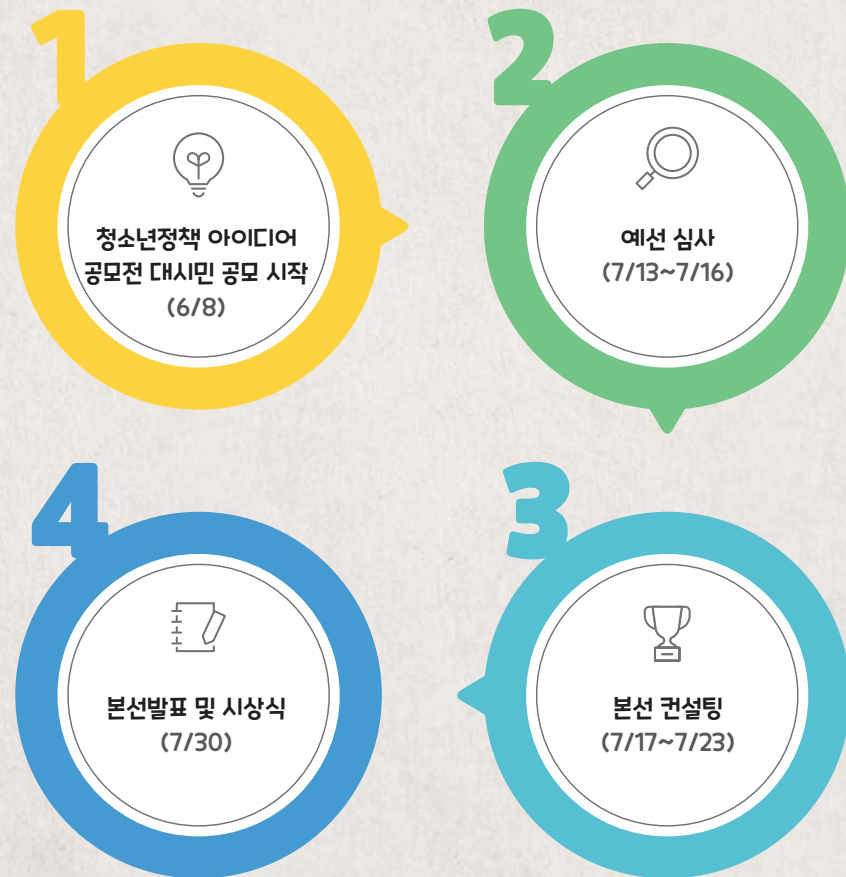 1
청소년정책 아이디어
공모전 대시민 공모 시작
(6/8)
2
예선 심사
(7/13~7/16)
3
본선 컨설팅
(7/17~7/23)
4
본선발표 및 시상식
(7/30)